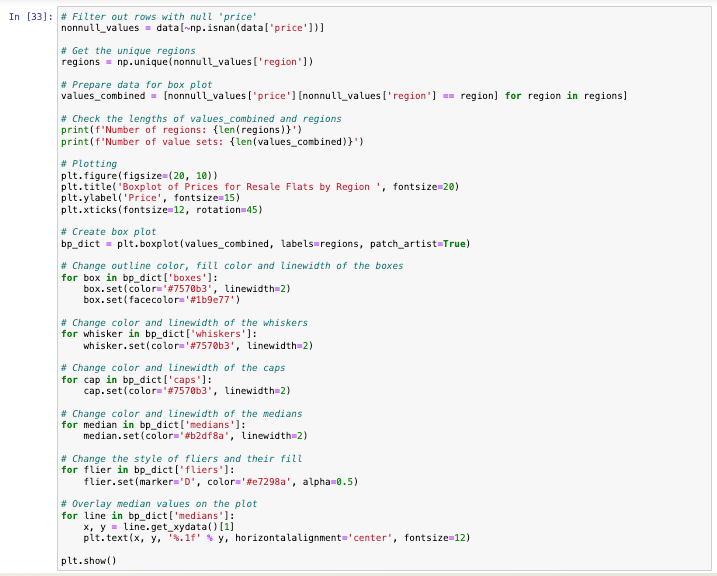 In [33]: # Filter out rows with null 'price'
nonnull_values = data[~np.isnan(data['price'])]

# Get the unique regions
regions = np.unique(nonnull_values['region'])

# Prepare data for box plot
values_combined = [nonnull_values['price'][nonnull_values['region'] == region] for region in regions]

# Check the lengths of values_combined and regions
print(f'Number of regions: {len(regions)}')
print(f'Number of value sets: {len(values_combined)}')

# Plotting
plt.figure(figsize=(20, 10))
plt.title('Boxplot of Prices for Resale Flats by Region ', fontsize=20)
plt.ylabel('Price', fontsize=15)
plt.xticks(fontsize=12, rotation=45)

# Create box plot
bp_dict = plt.boxplot(values_combined, labels=regions, patch_artist=True)

# Change outline color, fill color and linewidth of the boxes
for box in bp_dict['boxes']:
    box.set(color='#7570b3', linewidth=2)
    box.set(facecolor='#1b9e77')

# Change color and linewidth of the whiskers
for whisker in bp_dict['whiskers']:
    whisker.set(color='#7570b3', linewidth=2)

# Change color and linewidth of the caps
for cap in bp_dict['caps']:
    cap.set(color='#7570b3', linewidth=2)

# Change color and linewidth of the medians
for median in bp_dict['medians']:
    median.set(color='#b2df8a', linewidth=2)

# Change the style of fliers and their fill
for flier in bp_dict['fliers']:
    flier.set(marker='D', color='#e7298a', alpha=0.5)

# Overlay median values on the plot
for line in bp_dict['medians']:
    x, y = line.get_xydata()[1]
    plt.text(x, y, '%.1f' % y, horizontalalignment='center', fontsize=12)

plt.show()